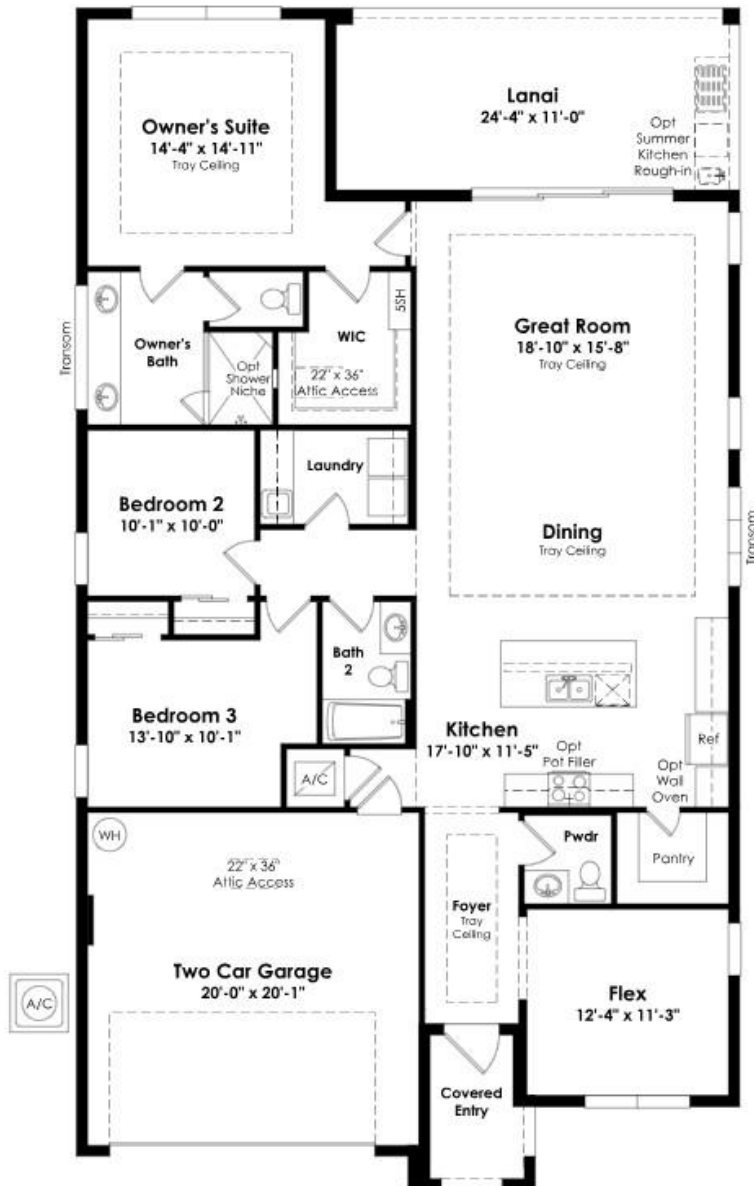 Owner's Suite
14'-4" x 14'-11"
Tray Ceiling
Lanai
24'-4" x 11'-0"
Opt
Summer
Kitchen
Rough-in
Transom
Owner's
Bath
Opt
Shower
Niche
WIC
5SH
22" x 36"
Attic Access
Great Room
18'-10" x 15'-8"
Tray Ceiling
Laundry
Bedroom 2
10'-1" x 10'-0"
Dining
Tray Ceiling
Transom
Bath
2
Bedroom 3
13'-10" x 10'-1"
Kitchen
17'-10" x 11'-5"
Opt
Pot Filler
Ref
Opt
Wall
Oven
A/C
WH
22" x 36"
Attic Access
Pwdr
Pantry
Foyer
Tray
Ceiling
Two Car Garage
20'-0" x 20'-1"
A/C
Flex
12'-4" x 11'-3"
Covered
Entry